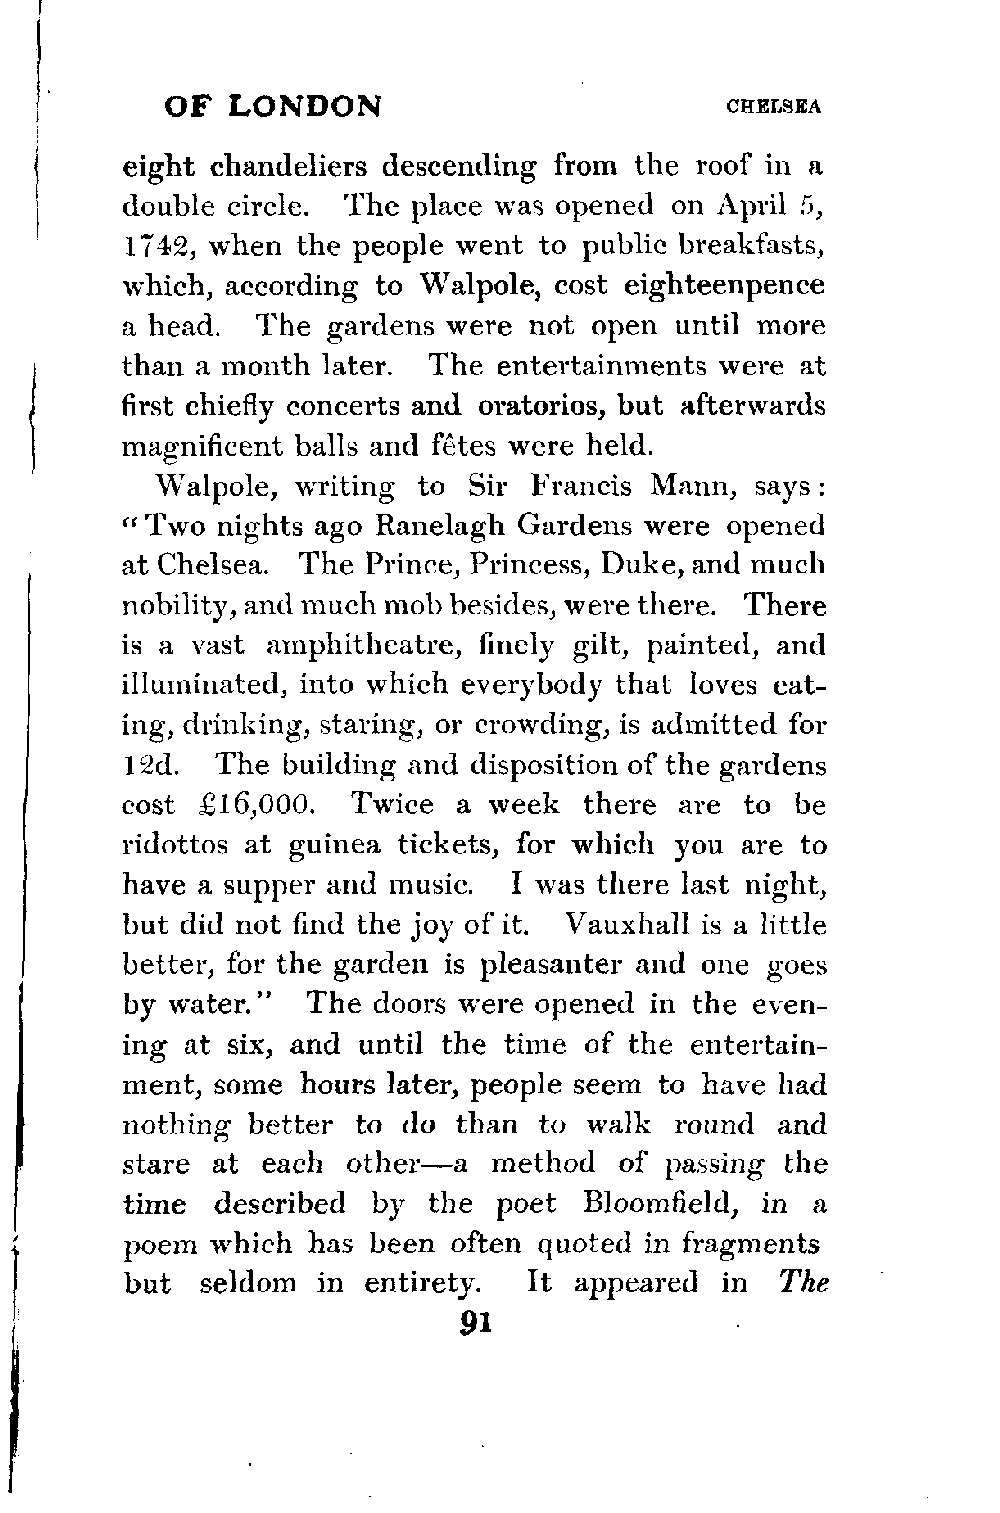 OF LONDON CHELSEA
eight chandeliers descending from the roof in a
double circle. The place was opened on April 5,
1742, when the people went to public breakfasts,
which, according to Walpole, cost eighteenpence
a head. The gardens were not open until more
than a month later. The entertainments were at
first chiefly concerts and oratorios, but afterwards
magnificent balls and fêtes were held.
Walpole, writing to Sir Francis Mann, says:
"Two nights ago Ranelagh Gardens were opened
at Chelsea. The Prince, Princess, Duke, and much
nobility, and much mob besides, were there. There
is a vast amphitheatre, finely gilt, painted, and
illuminated, into which everybody that loves eat-
ing, drinking, staring, or crowding, is admitted for
12d. The building and disposition of the gardens
cost £16,000. Twice a week there are to be
ridottos at guinea tickets, for which you are to
have a supper and music. I was there last night,
but did not find the joy of it. Vauxhall is a little
better, for the garden is pleasanter and one goes
by water." The doors were opened in the even-
ing at six, and until the time of the entertain-
ment, some hours later, people seem to have had
nothing better to do than to walk round and
stare at each other—a method of passing the
time described by the poet Bloomfield, in a
poem which has been often quoted in fragments
but seldom in entirety. It appeared in The
91